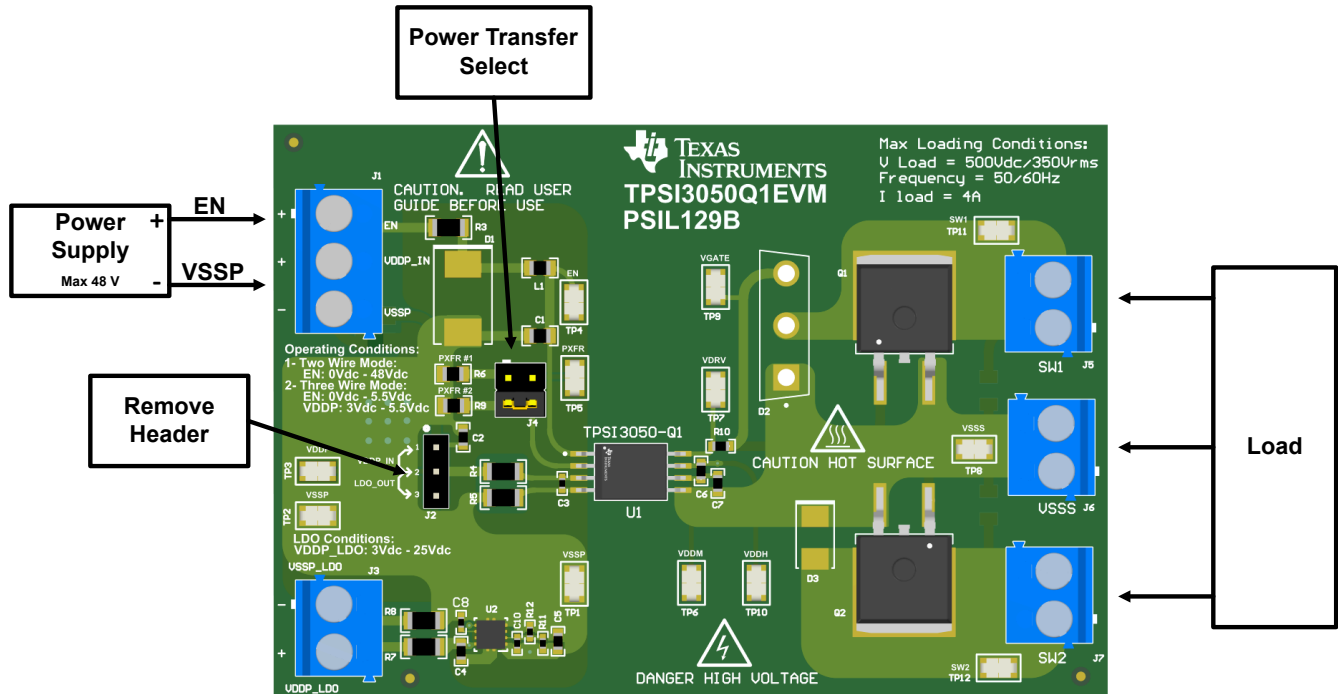 Power Transfer
Select
Power
Supply
Max 48 V
+
-
EN
VSSP
J1
+
+
−
EN
VDDP_IN
VSSP
CAUTION. READ USER
GUIDE BEFORE USE
TEXAS
INSTRUMENTS
TPSI3050Q1EVM
PSIL129B
Max Loading Conditions:
V Load = 500Vdc/350Vrms
Frequency = 50/60Hz
I load = 4A
R3
D1
L1
C1
EN
TP4
PXFR
TP5
VGATE
TP9
VDRV
TP7
D2
Q1
SW1
TP11
SW1
J5
Operating Conditions:
1- Two Wire Mode:
EN: 0Vdc - 48Vdc
2- Three Wire Mode:
EN: 0Vdc - 5.5Vdc
VDDP: 3Vdc - 5.5Vdc
PXFR #1
R6
PXFR #2
R9
J4
Remove
Header
C2
TP3
LDO_OUT
1
2
3
J2
VSSP
TP2
R4
R5
C3
TPSI3050-Q1
TEXAS
INSTRUMENTS
U1
R10
C6
C7
CAUTION HOT SURFACE
VSSS
TP8
VSSS
J6
Load
LDO Conditions:
VDDP_LDO: 3Vdc - 25Vdc
VSSP_LDO
J3
−
+
VDDP_LDO
R8
R7
C8
C4
U2
C10
R12
R11
C5
VSSP
TP1
VDDM
TP6
VDDH
TP10
D3
Q2
SW2
J7
SW2
TP12
DANGER HIGH VOLTAGE